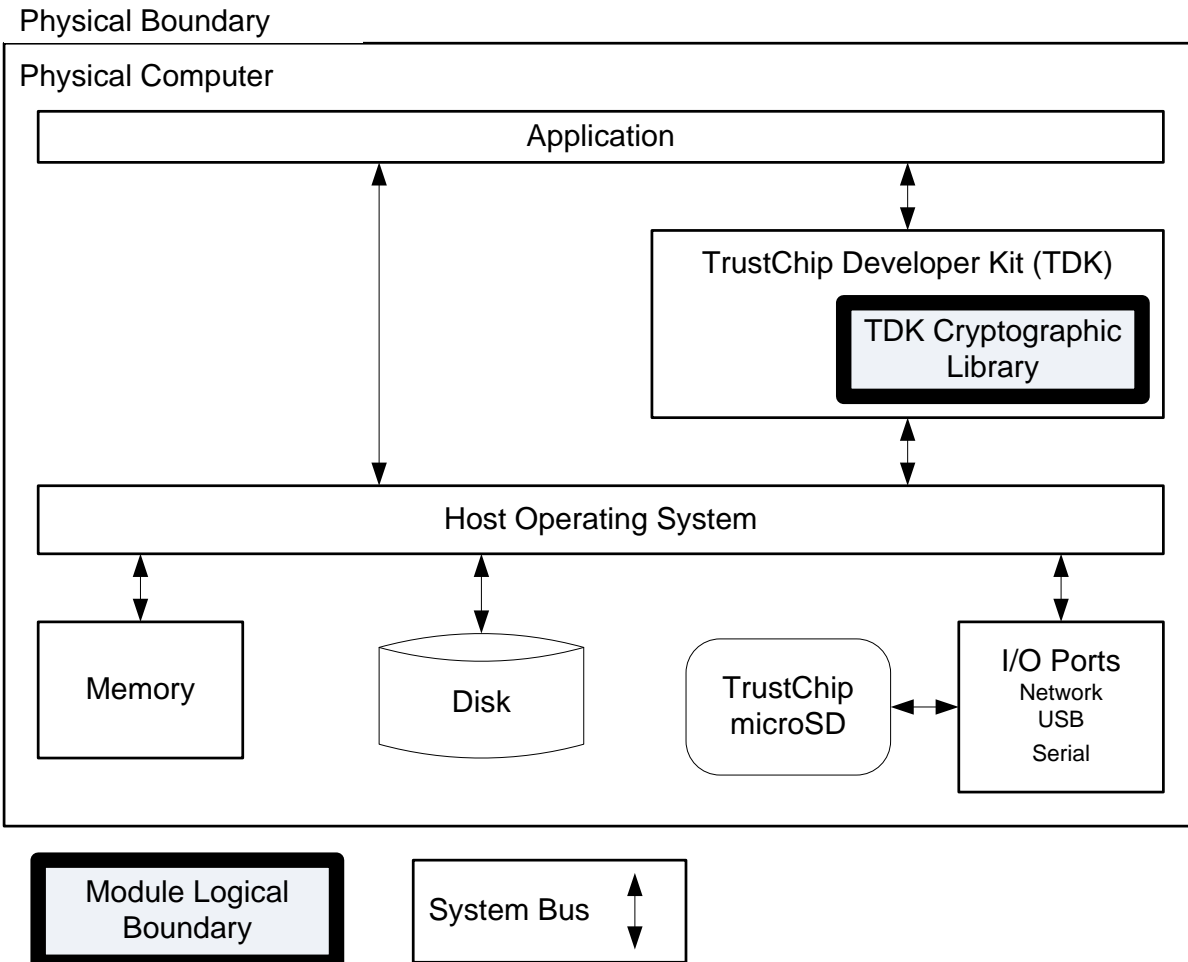 Physical Boundary
Physical Computer
Application
TrustChip Developer Kit (TDK)
TDK Cryptographic
Library
Host Operating System
Memory
Disk
TrustChip
microSD
I/O Ports
Network
USB
Serial
Module Logical
Boundary
System Bus